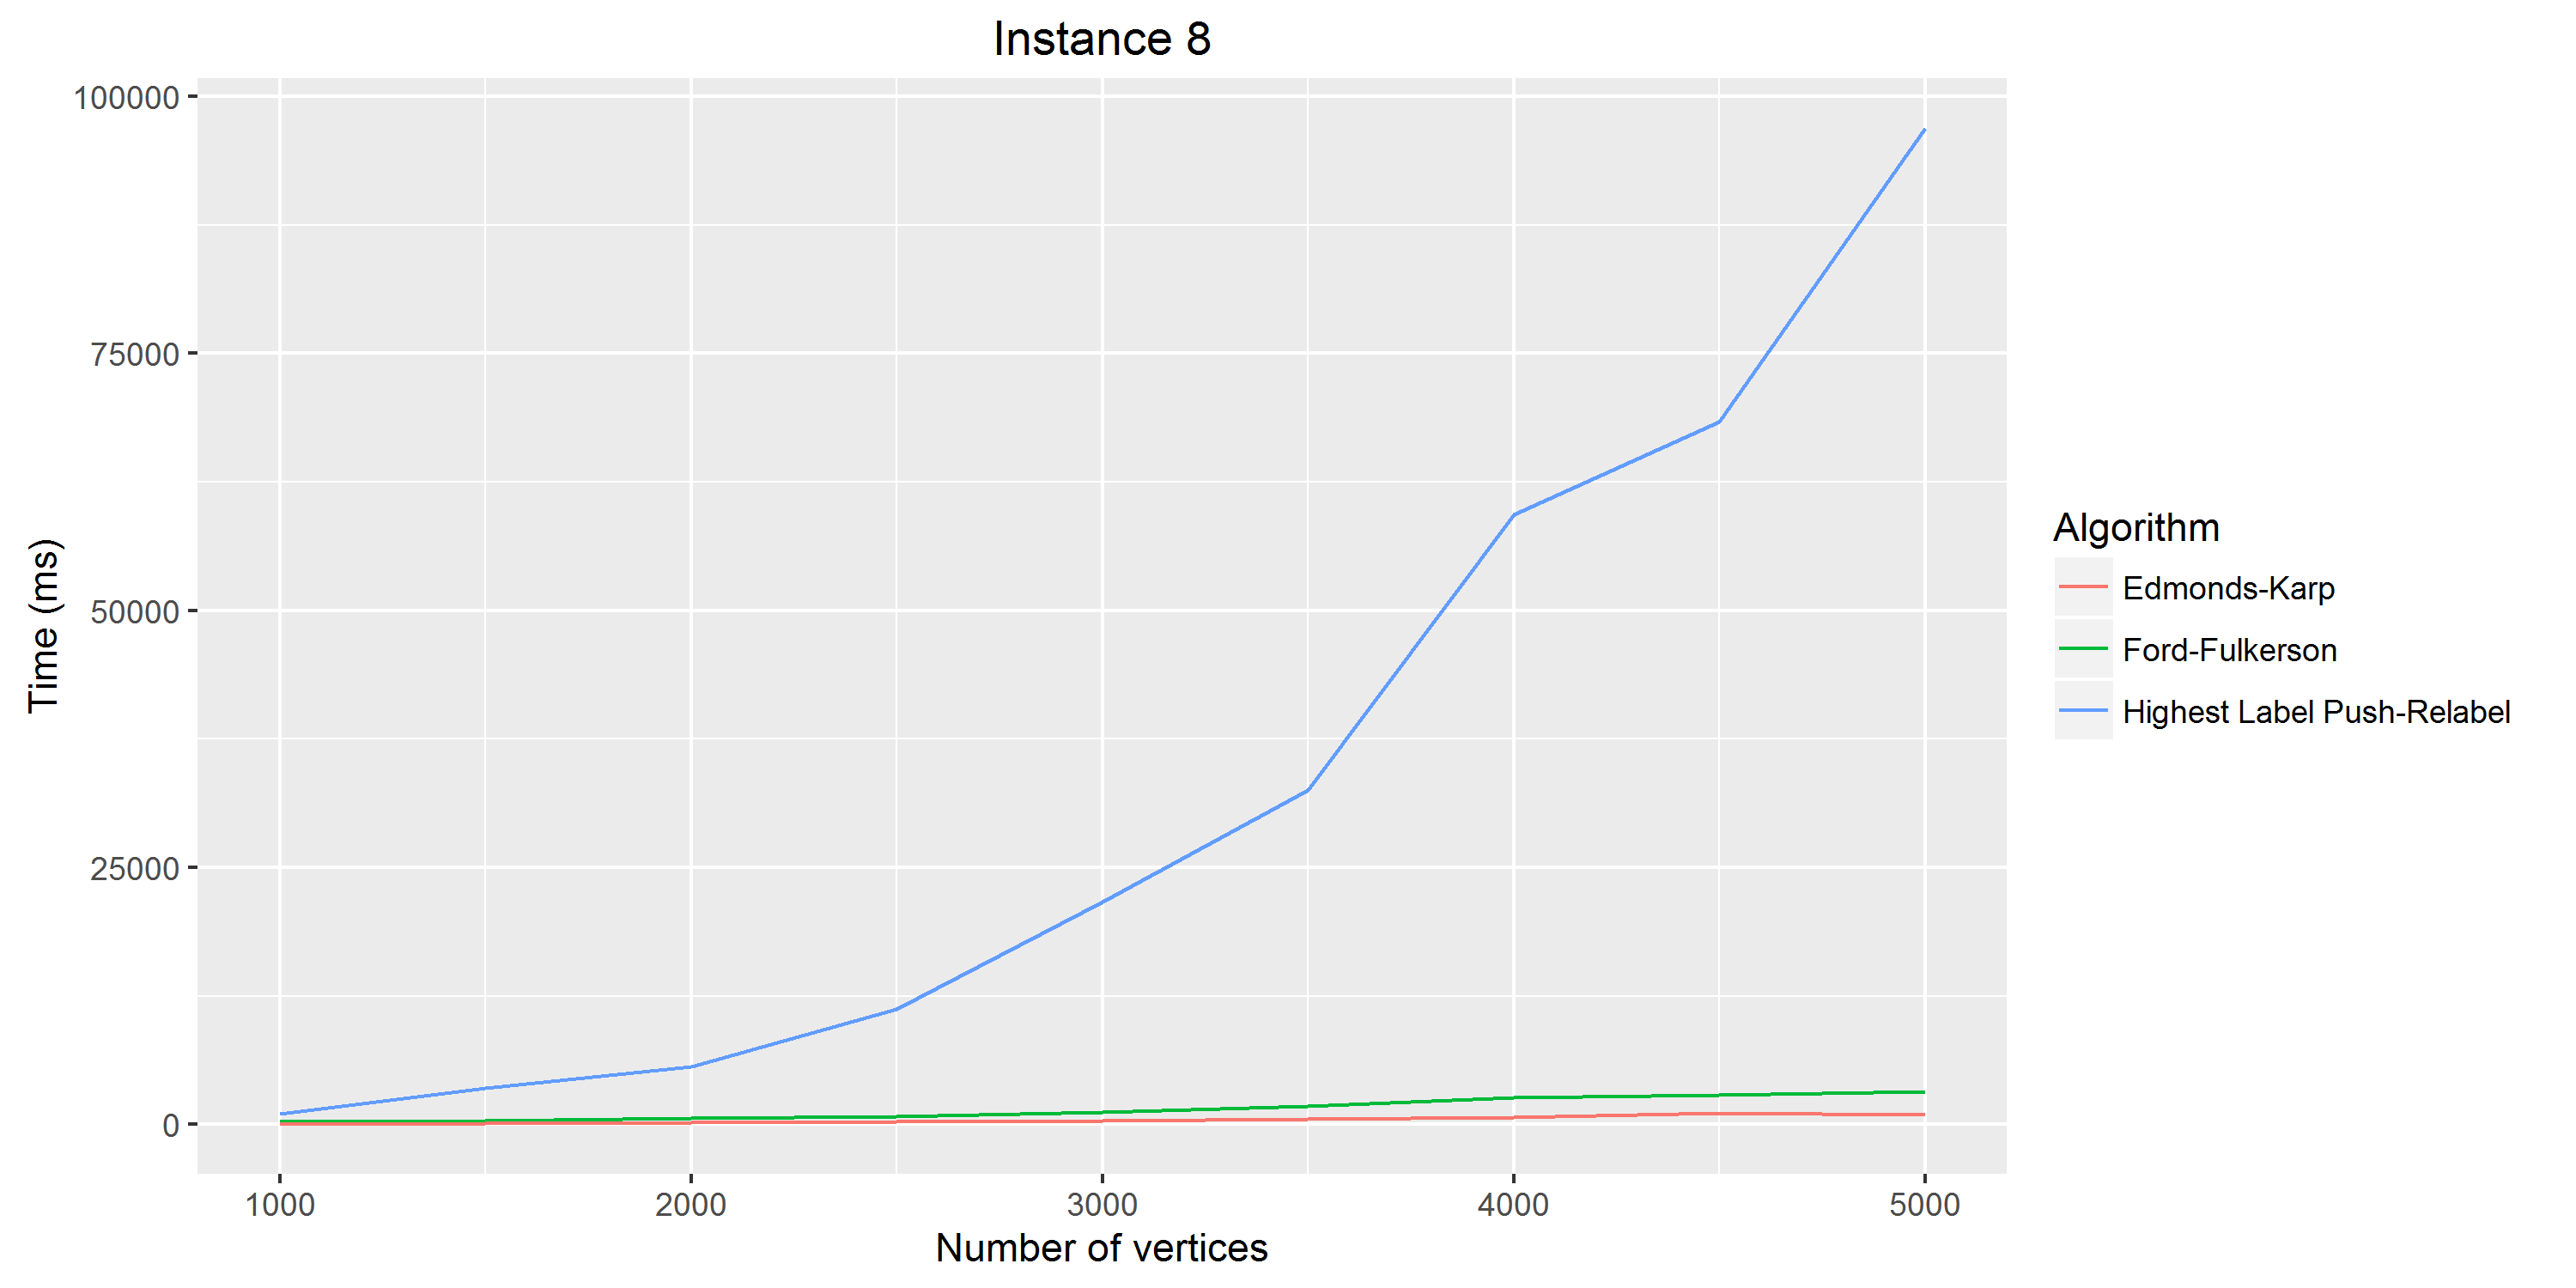 Instance 8
100000
75000
50000
25000
0
Time (ms)
1000 2000 3000 4000 5000
Number of vertices
Algorithm
Edmonds-Karp
Ford-Fulkerson
Highest Label Push-Relabel